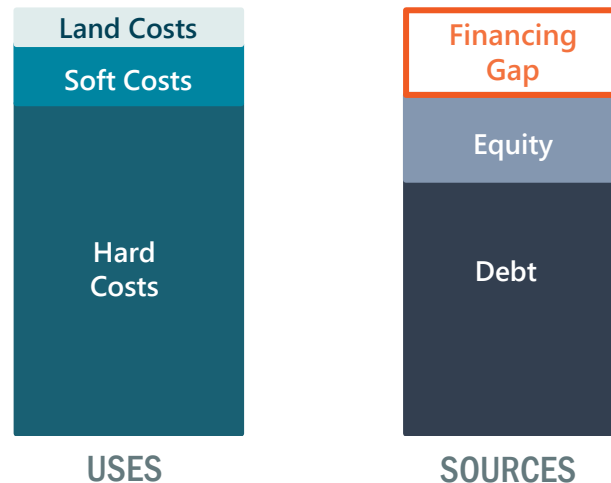 Land Costs
Soft Costs
Hard
Costs
USES
Financing
Gap
Equity
Debt
SOURCES